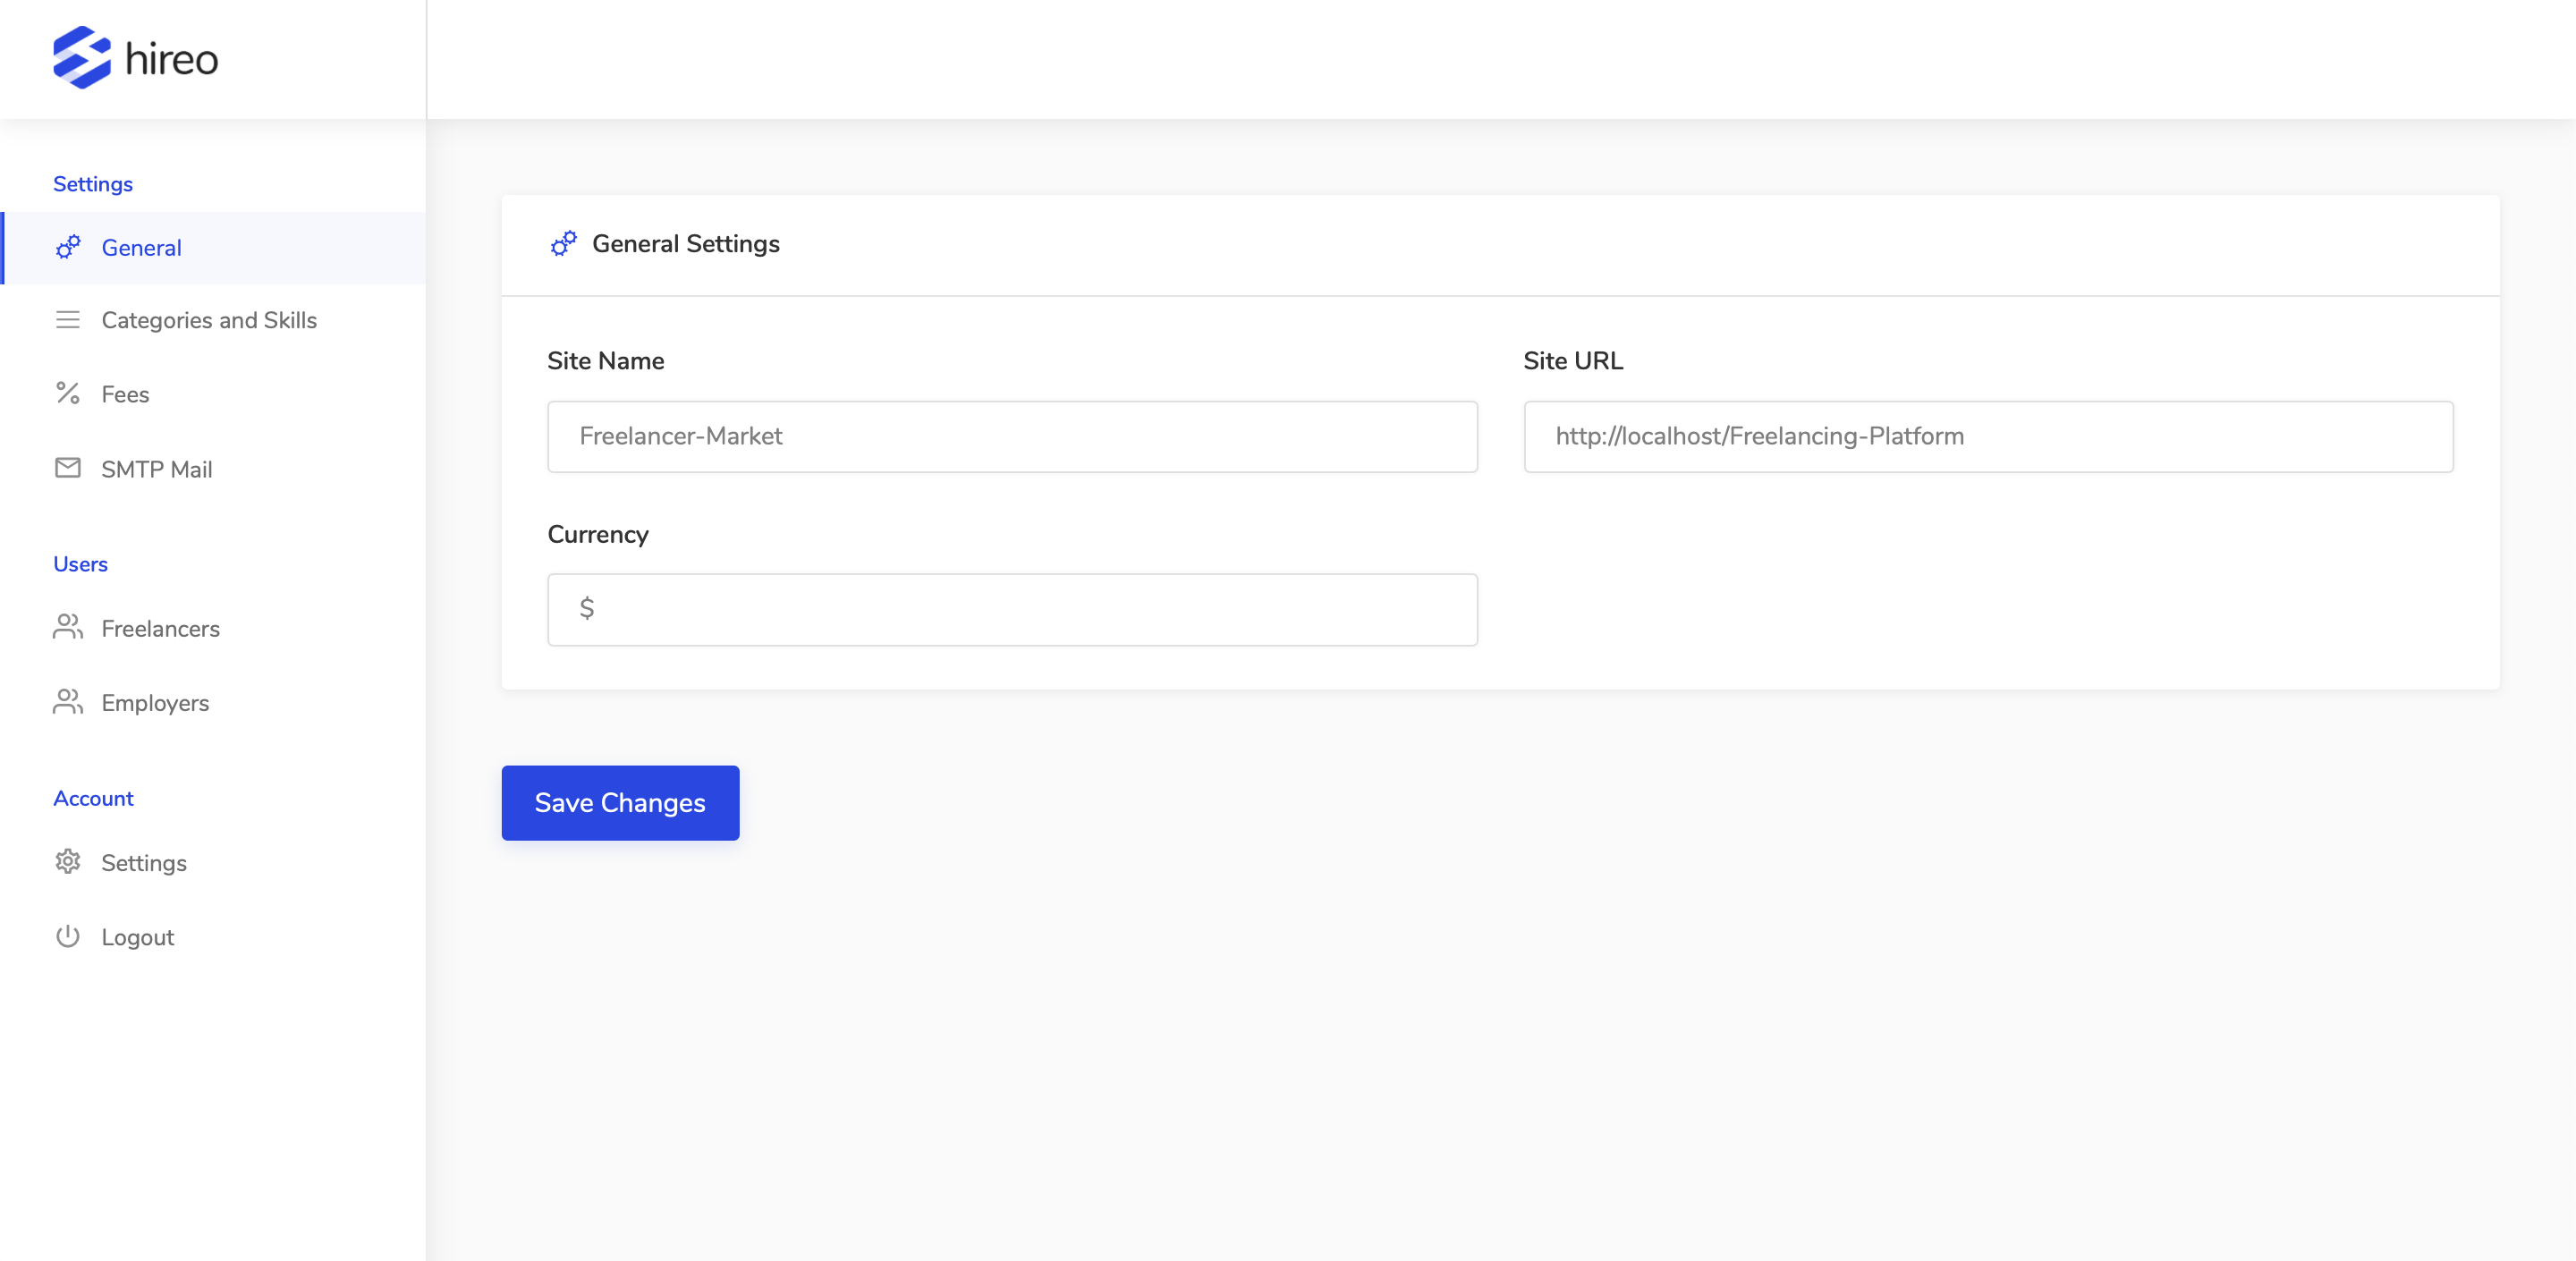 hireo
Settings
General
Categories and Skills
Fees
SMTP Mail
Users
Freelancers
Employers
Account
Settings
Logout
General Settings
Site Name
Freelancer-Market
Site URL
http://localhost/Freelancing-Platform
Currency
$
Save Changes